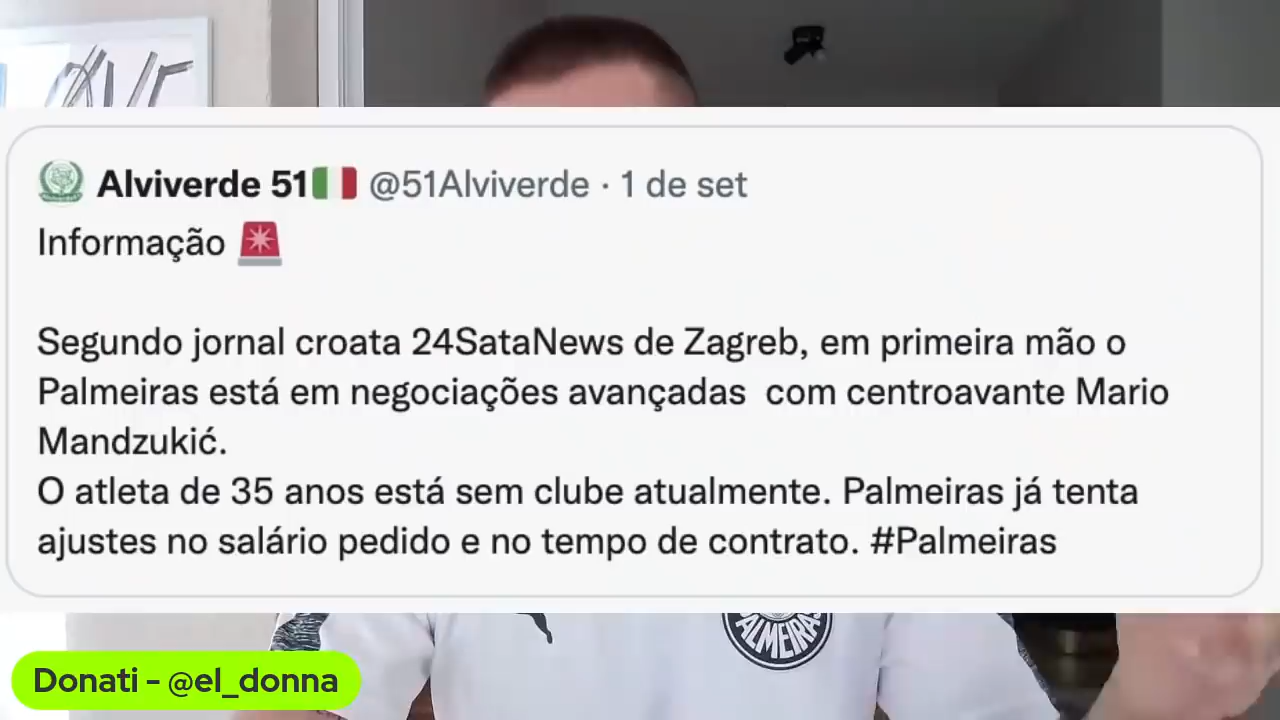 Alviverde 51 @51Alviverde · 1 de set
Informação
Segundo jornal croata 24SataNews de Zagreb, em primeira mão o
Palmeiras está em negociações avançadas com centroavante Mario
Mandzukić.
O atleta de 35 anos está sem clube atualmente. Palmeiras já tenta
ajustes no salário pedido e no tempo de contrato. #Palmeiras
PALMEIRAS
Donati - @el_donna